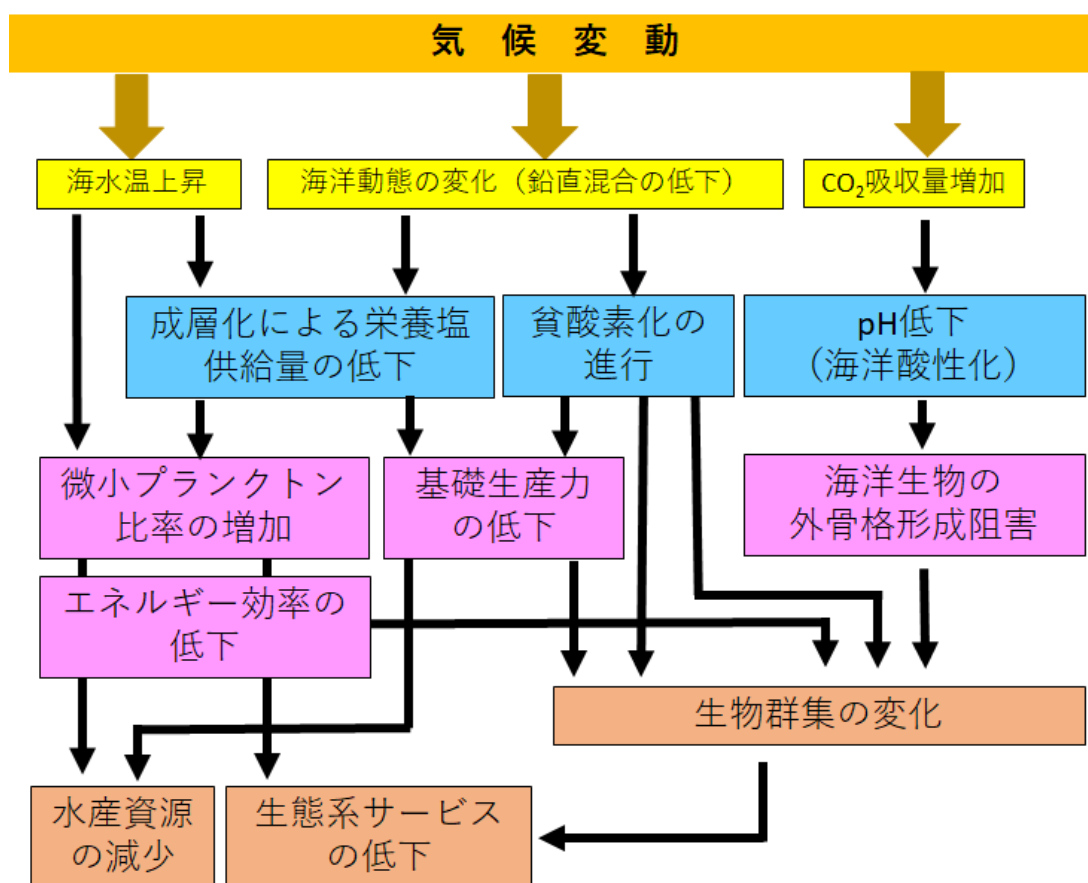 気 候 変 動
海水温上昇
海洋動態の変化（鉛直混合の低下）
CO₂吸収量増加
成層化による栄養塩
供給量の低下
貧酸素化の
進行
pH低下
（海洋酸性化）
微小プランクトン
比率の増加
基礎生産力
の低下
海洋生物の
外骨格形成阻害
エネルギー効率の
低下
生物群集の変化
水産資源
の減少
生態系サービス
の低下